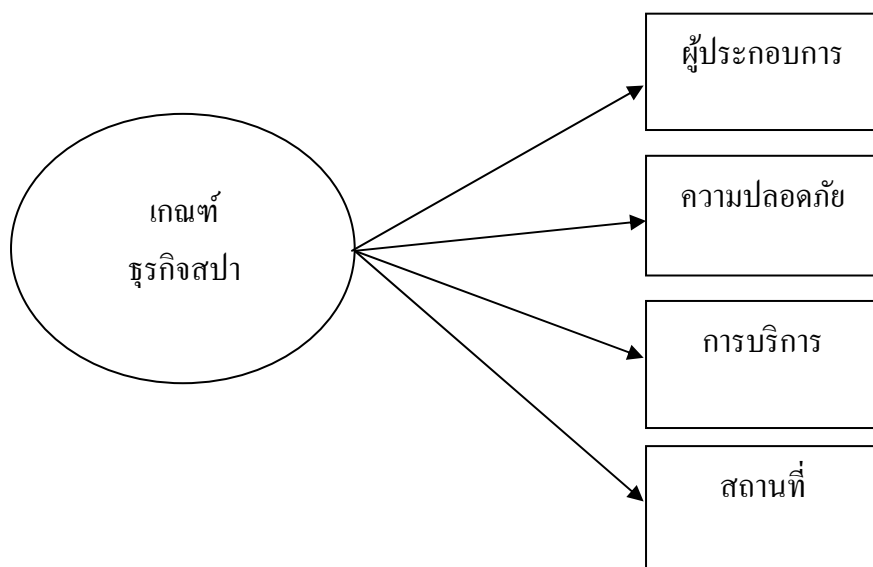 ผู้ประกอบการ
ความปลอดภัย
เกณฑ์
ธุรกิจสปา
การบริการ
สถานที่